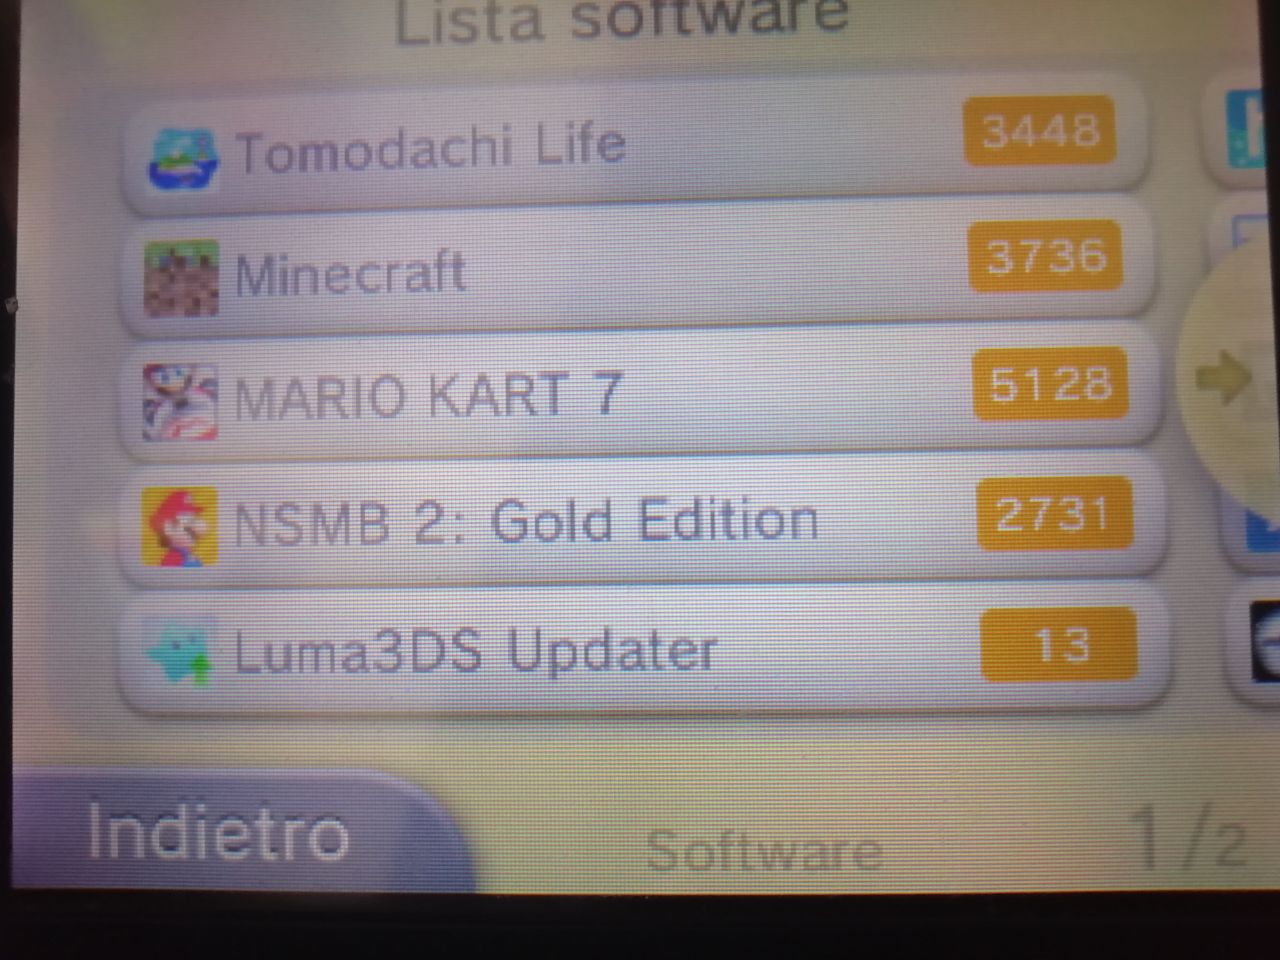 Lista software
Tomodachi Life 3448
Minecraft 3736
MARIO KART 7 5128
NSMB 2: Gold Edition 2731
Luma3DS Updater 13
Indietro
Software 1/2